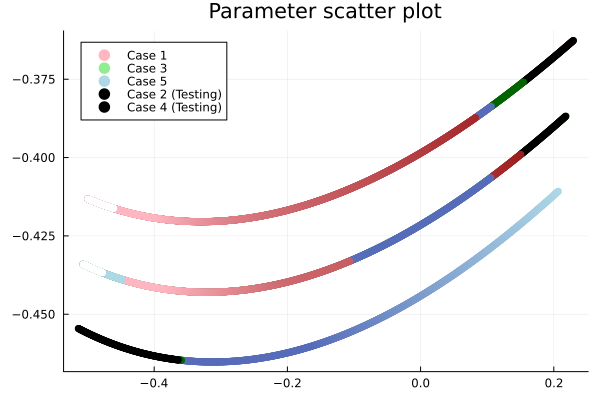 Parameter scatter plot
Case 1
Case 3
Case 5
Case 2 (Testing)
Case 4 (Testing)
−0.375
−0.400
−0.425
−0.450
−0.4
−0.2
0.0
0.2